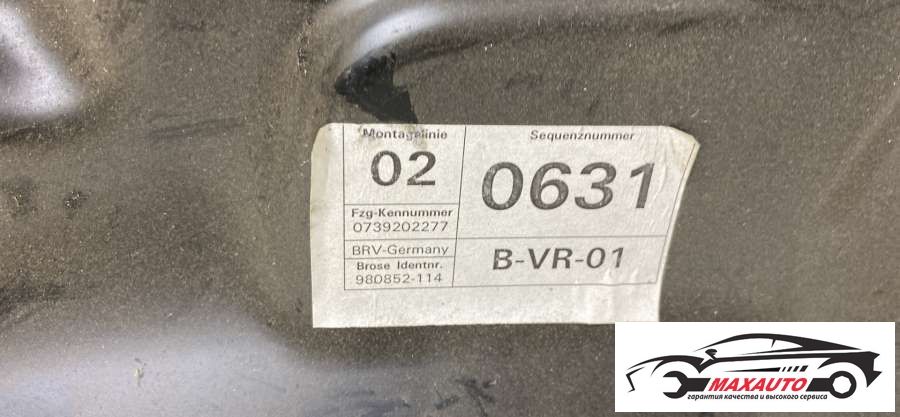 Montagelinie
02
Sequenznummer
0631
Fzg-Kennummer
0739202277
BRV-Germany
Brose Identnr.
980852-114
B-VR-01
MAXAUTO
гарантия качества и высокого сервиса